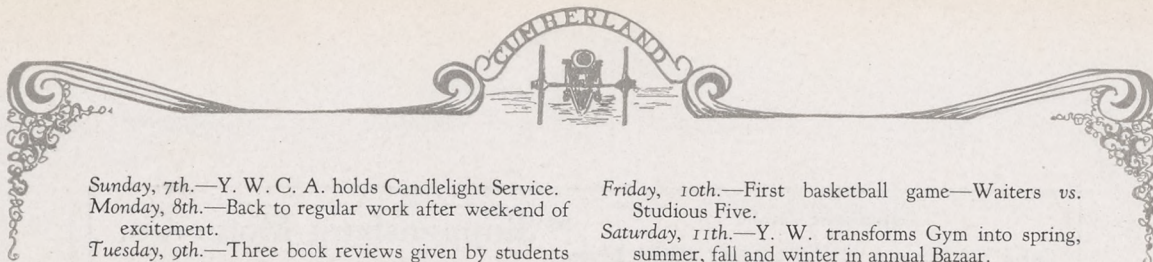 CUMBERLAND
Sunday, 7th.—Y. W. C. A. holds Candlelight Service.
Monday, 8th.—Back to regular work after week-end of
excitement.
Tuesday, 9th.—Three book reviews given by students
Friday, 10th.—First basketball game—Waiters vs.
Studious Five.
Saturday, 11th.—Y. W. transforms Gym into spring,
summer, fall and winter in annual Bazaar.